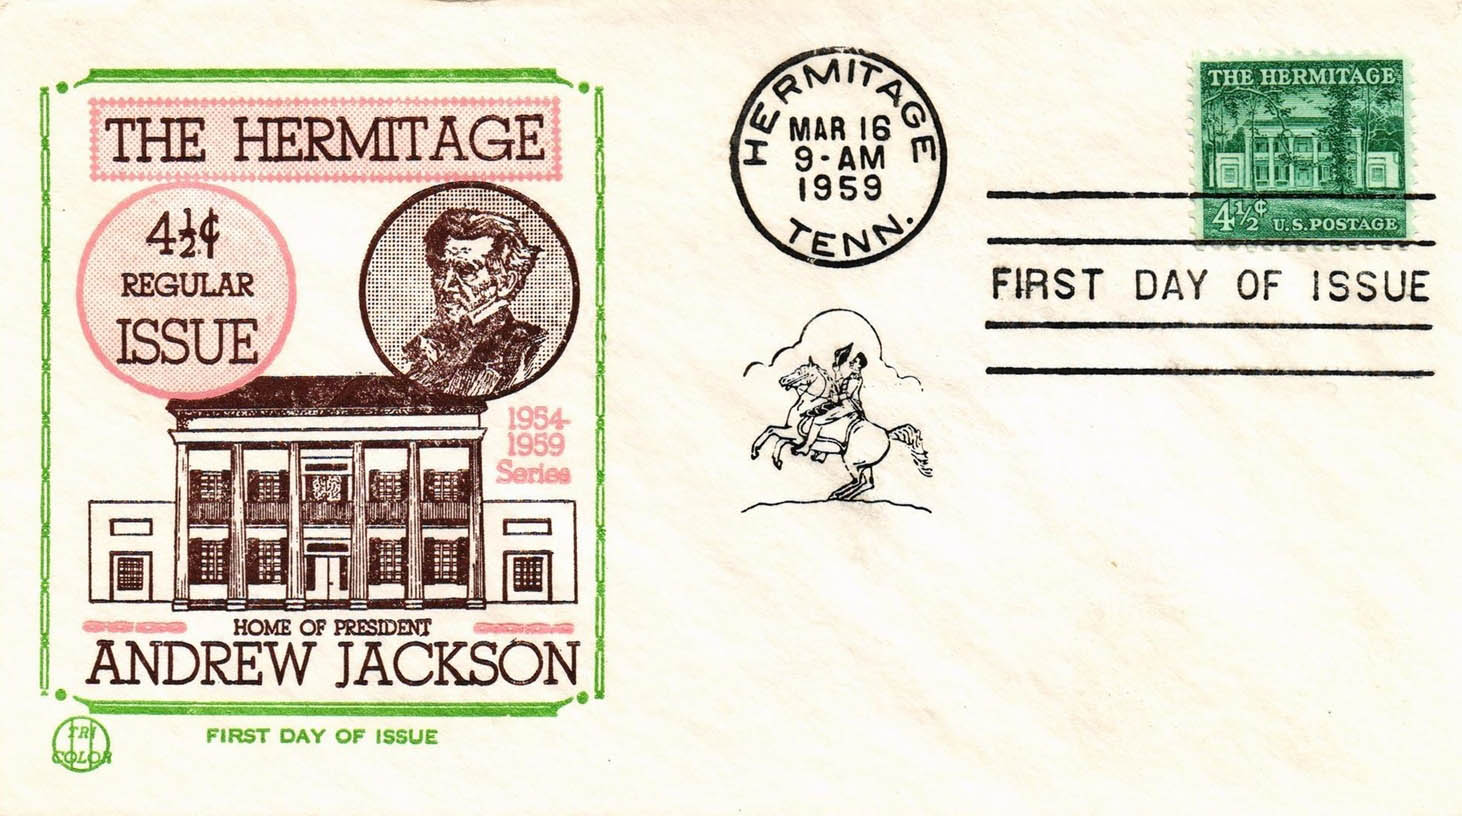 THE HERMITAGE
4½¢
REGULAR
ISSUE
1954-
1959
Series
HOME OF PRESIDENT
ANDREW JACKSON
FIRST DAY OF ISSUE
TRI
COLOR
HERMITAGE
MAR 16
9-AM
1959
TENN.
THE HERMITAGE
4½¢ U.S. POSTAGE
FIRST DAY OF ISSUE